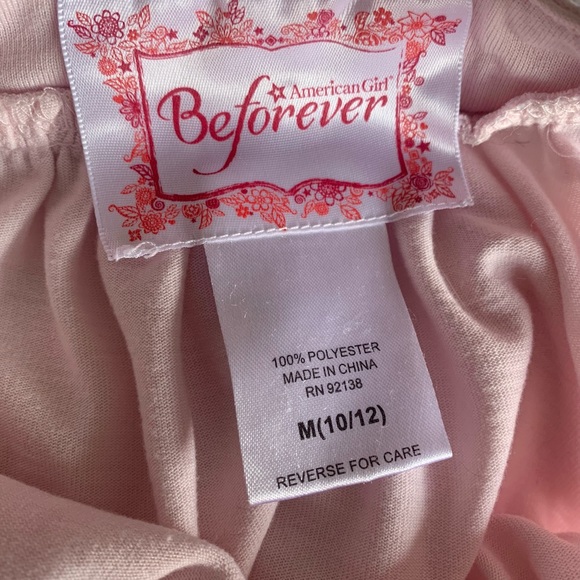 American Girl®
Beforever
100% POLYESTER
MADE IN CHINA
RN 92138
M(10/12)
REVERSE FOR CARE